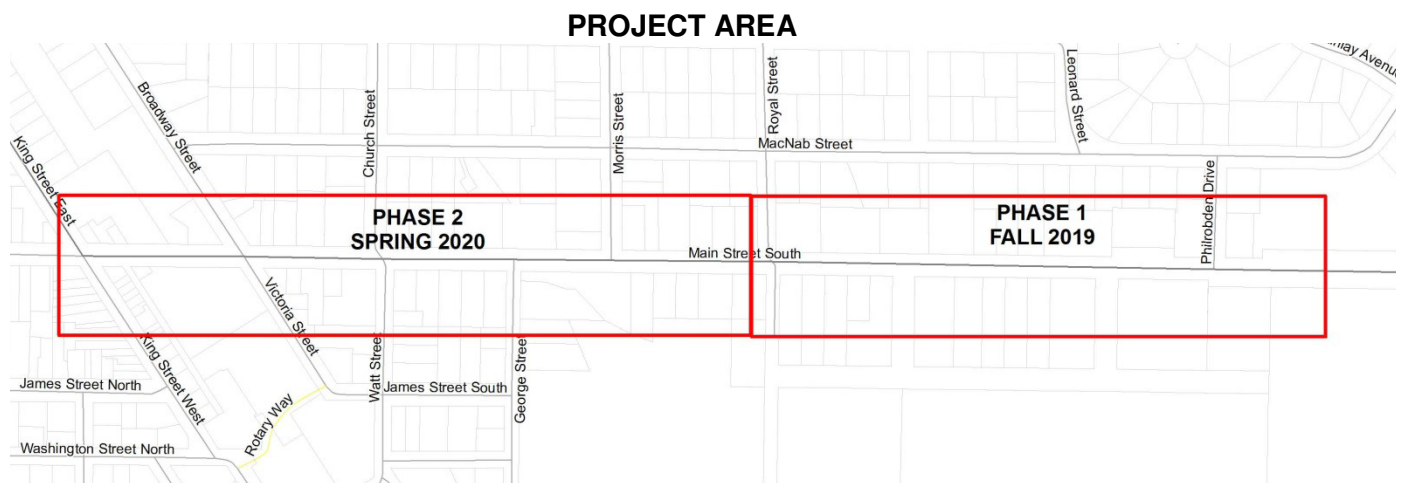 PROJECT AREA
Broadway Street
Church Street
Morris Street
Royal Street
Leonard Street
MacNab Street
King Street East
PHASE 2
SPRING 2020
PHASE 1
FALL 2019
Philrobden Drive
Main Street South
Victoria Street
King Street West
Watt Street
George Street
James Street North
James Street South
Rotary Way
Washington Street North
Avenue